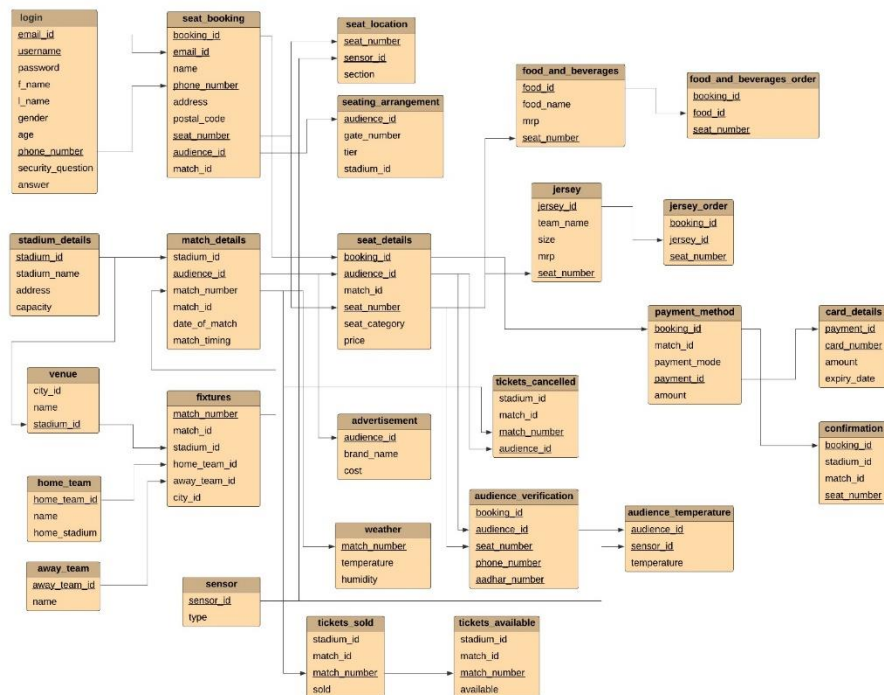 login
email_id
username
password
f_name
l_name
gender
age
phone_number
security_question
answer
seat_booking
booking_id
email_id
name
phone_number
address
postal_code
seat_number
audience_id
match_id
seat_location
seat_number
sensor_id
section
seating_arrangement
audience_id
gate_number
tier
stadium_id
food_and_beverages
food_id
food_name
mrp
seat_number
food_and_beverages_order
booking_id
food_id
seat_number
jersey
jersey_id
team_name
size
mrp
seat_number
jersey_order
booking_id
jersey_id
seat_number
stadium_details
stadium_id
stadium_name
address
capacity
match_details
stadium_id
audience_id
match_number
match_id
date_of_match
match_timing
seat_details
booking_id
audience_id
match_id
seat_number
seat_category
price
payment_method
booking_id
match_id
payment_mode
payment_id
amount
card_details
payment_id
card_number
amount
expiry_date
venue
city_id
name
stadium_id
fixtures
match_number
match_id
stadium_id
home_team_id
away_team_id
city_id
advertisement
audience_id
brand_name
cost
tickets_cancelled
stadium_id
match_id
match_number
audience_id
confirmation
booking_id
stadium_id
match_id
seat_number
home_team
home_team_id
name
home_stadium
weather
match_number
temperature
humidity
audience_verification
booking_id
audience_id
seat_number
phone_number
aadhar_number
audience_temperature
audience_id
sensor_id
temperature
away_team
away_team_id
name
sensor
sensor_id
type
tickets_sold
stadium_id
match_id
match_number
sold
tickets_available
stadium_id
match_id
match_number
available